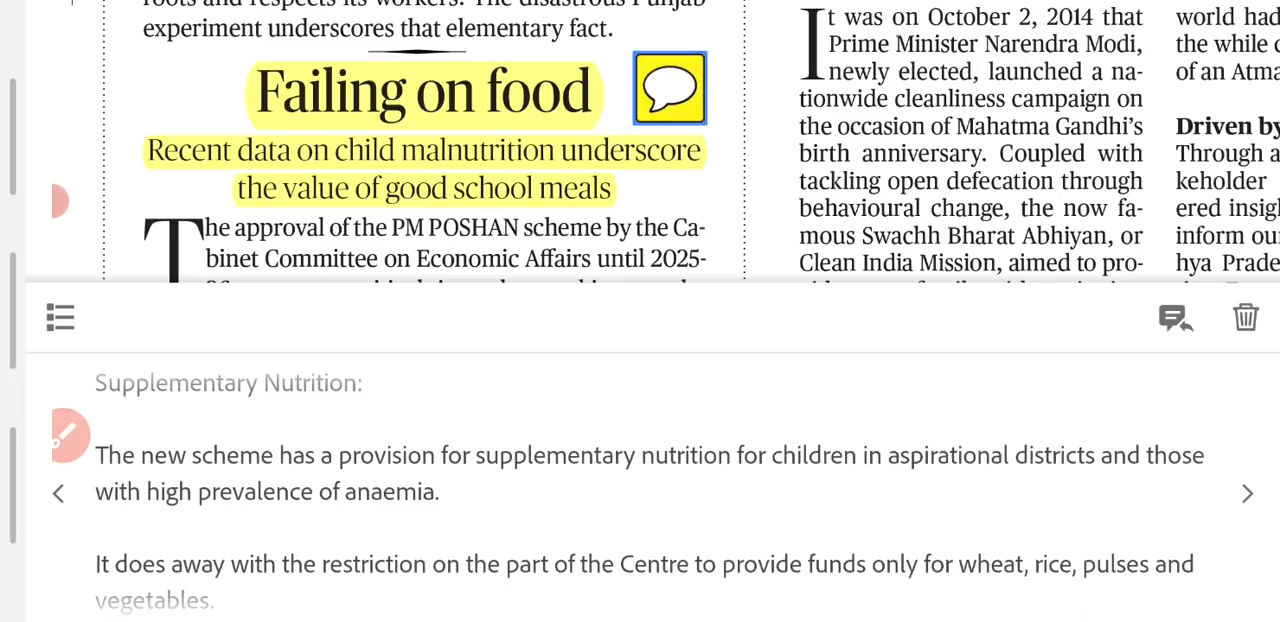 experiment underscores that elementary fact.
Failing on food
Recent data on child malnutrition underscore
the value of good school meals
The approval of the PM POSHAN scheme by the Ca-
binet Committee on Economic Affairs until 2025-
It was on October 2, 2014 that
Prime Minister Narendra Modi,
newly elected, launched a na-
tionwide cleanliness campaign on
the occasion of Mahatma Gandhi's
birth anniversary. Coupled with
tackling open defecation through
behavioural change, the now fa-
mous Swachh Bharat Abhiyan, or
Clean India Mission, aimed to pro-
world had
the while
of an Atma
Driven by
Through a
keholder
ered insig
inform ou
hya Prade
Supplementary Nutrition:
The new scheme has a provision for supplementary nutrition for children in aspirational districts and those
with high prevalence of anaemia.
It does away with the restriction on the part of the Centre to provide funds only for wheat, rice, pulses and
vegetables.